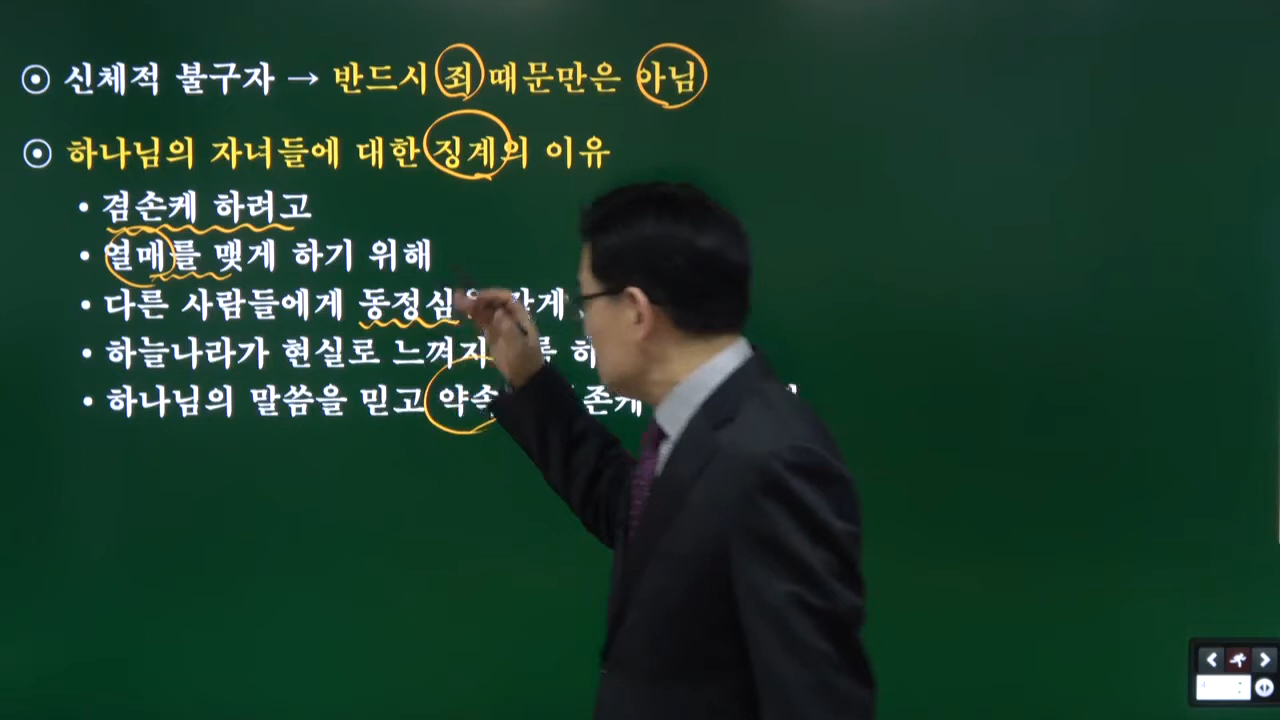 ⊙ 신체적 불구자 → 반드시 죄 때문만은 아님
⊙ 하나님의 자녀들에 대한 징계의 이유
• 겸손케 하려고
• 열매를 맺게 하기 위해
• 다른 사람들에게 동정심을 갖게
• 하늘나라가 현실로 느껴지
• 하나님의 말씀을 믿고 약속